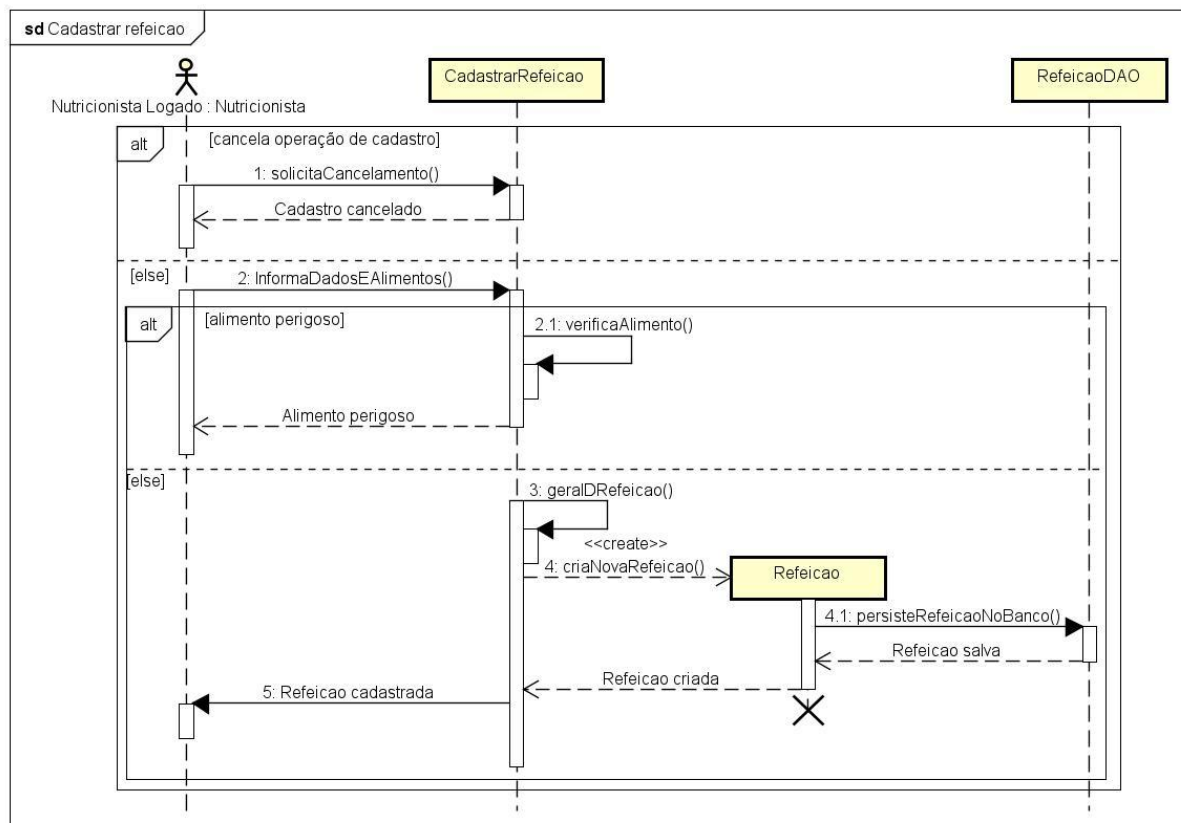 sd Cadastrar refeicao
Nutricionista Logado : Nutricionista
CadastrarRefeicao
RefeicaoDAO
alt
[cancela operação de cadastro]
1: solicitaCancelamento()
Cadastro cancelado
[else]
2: InformaDadosEAlimentos()
alt
[alimento perigoso]
2.1: verificaAlimento()
Alimento perigoso
[else]
3: geraIDRefeicao()
<<create>>
4: criaNovaRefeicao()
Refeicao
4.1: persisteRefeicaoNoBanco()
Refeicao salva
Refeicao criada
5: Refeicao cadastrada